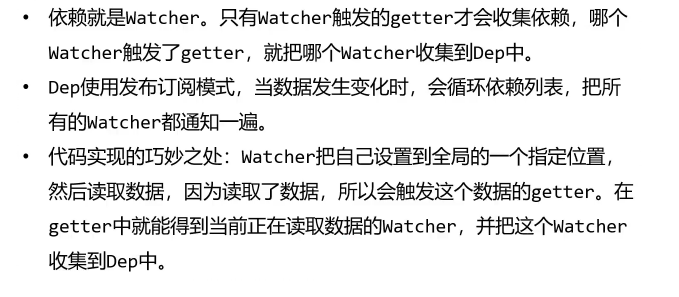 • 依赖就是Watcher。只有Watcher触发的getter才会收集依赖，哪个
Watcher触发了getter，就把哪个Watcher收集到Dep中。
• Dep使用发布订阅模式，当数据发生变化时，会循环依赖列表，把所
有的Watcher都通知一遍。
• 代码实现的巧妙之处：Watcher把自己设置到全局的一个指定位置，
然后读取数据，因为读取了数据，所以会触发这个数据的getter。在
getter中就能得到当前正在读取数据的Watcher，并把这个Watcher
收集到Dep中。